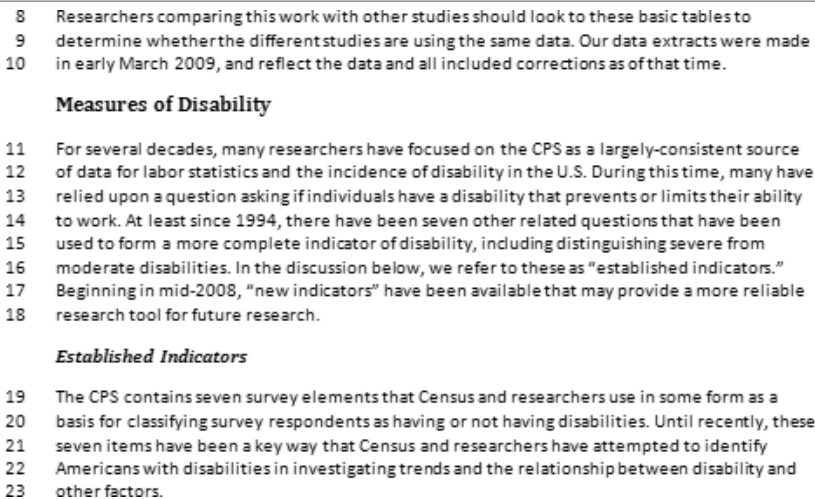 8 Researchers comparing this work with other studies should look to these basic tables to
9 determine whether the different studies are using the same data. Our data extracts were made
10 in early March 2009, and reflect the data and all included corrections as of that time.
Measures of Disability
11 For several decades, many researchers have focused on the CPS as a largely-consistent source
12 of data for labor statistics and the incidence of disability in the U.S. During this time, many have
13 relied upon a question asking if individuals have a disability that prevents or limits their ability
14 to work. At least since 1994, there have been seven other related questions that have been
15 used to form a more complete indicator of disability, including distinguishing severe from
16 moderate disabilities. In the discussion below, we refer to these as “established indicators.”
17 Beginning in mid-2008, “new indicators” have been available that may provide a more reliable
18 research tool for future research.
Established Indicators
19 The CPS contains seven survey elements that Census and researchers use in some form as a
20 basis for classifying survey respondents as having or not having disabilities. Until recently, these
21 seven items have been a key way that Census and researchers have attempted to identify
22 Americans with disabilities in investigating trends and the relationship between disability and
23 other factors.